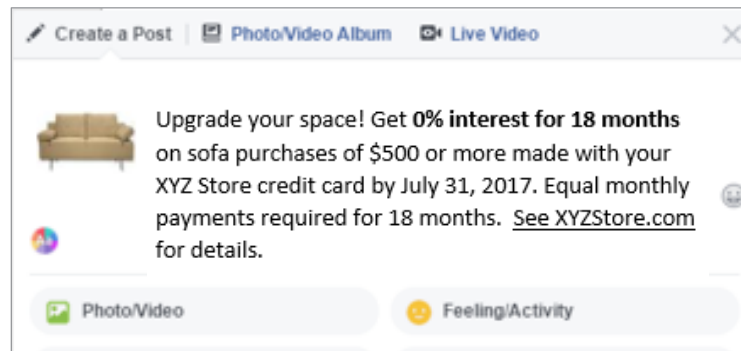 Create a Post
Photo/Video Album
Live Video
Upgrade your space! Get 0% interest for 18 months
on sofa purchases of $500 or more made with your
XYZ Store credit card by July 31, 2017. Equal monthly
payments required for 18 months. See XYZStore.com
for details.
Photo/Video
Feeling/Activity